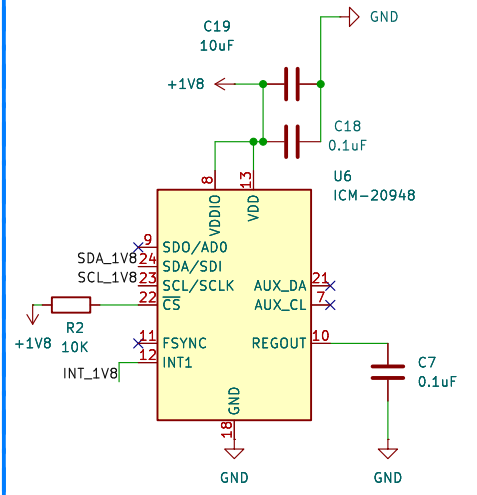 GND
C19
10uF
+1V8
C18
0.1uF
U6
ICM-20948
8
13
VDDIO
VDD
9
SDO/AD0
SDA_1V8
24
SDA/SDI
SCL_1V8
23
SCL/SCLK
AUX_DA
21
22
CS
AUX_CL
7
R2
10K
+1V8
11
FSYNC
REGOUT
10
12
INT1
INT_1V8
C7
0.1uF
GND
18
GND
GND